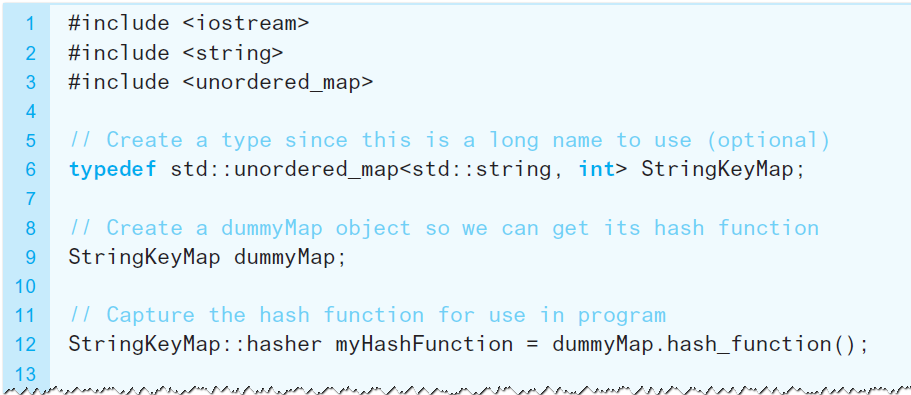 1 #include <iostream>
2 #include <string>
3 #include <unordered_map>
4
5 // Create a type since this is a long name to use (optional)
6 typedef std::unordered_map<std::string, int> StringKeyMap;
7
8 // Create a dummyMap object so we can get its hash function
9 StringKeyMap dummyMap;
10
11 // Capture the hash function for use in program
12 StringKeyMap::hasher myHashFunction = dummyMap.hash_function();
13